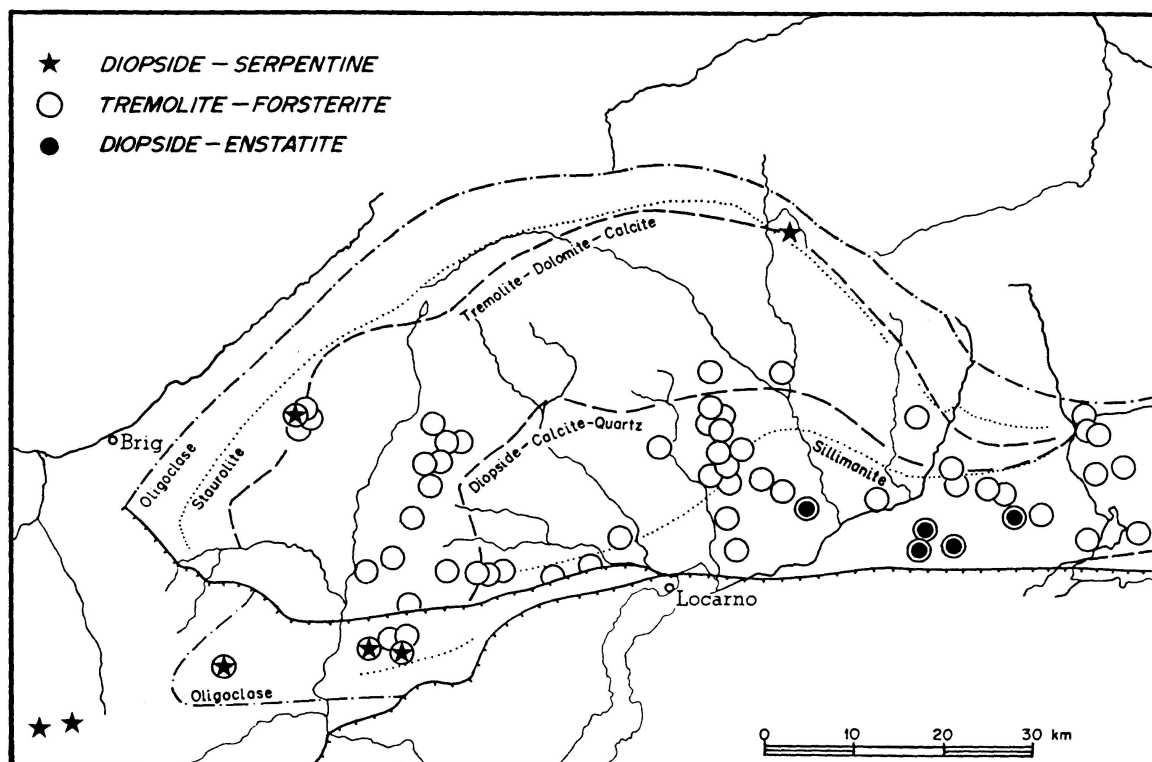 DIOPSIDE – SERPENTINE
TREMOLITE – FORSTERITE
DIOPSIDE – ENSTATITE
Tremolite - Dolomite - Calcite
Brig
Oligoclase
Staurolite
Diopside - Calcite-Quartz
Sillimanite
Locarno
Oligoclase
0 10 20 30 km